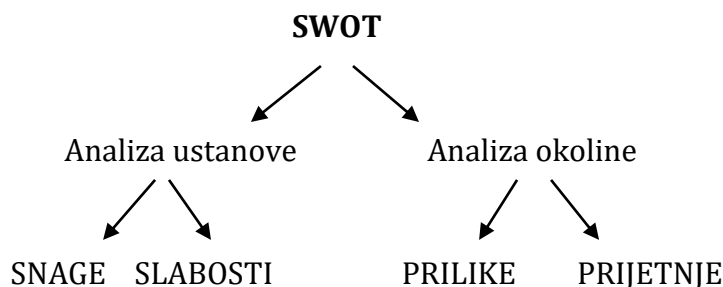 SWOT
Analiza ustanove Analiza okoline
SNAGE SLABOSTI PRILIKE PRIJETNJE